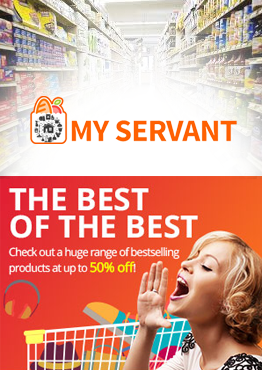 MY SERVANT
THE BEST
OF THE BEST
Check out a huge range of bestselling
products at up to 50% off!